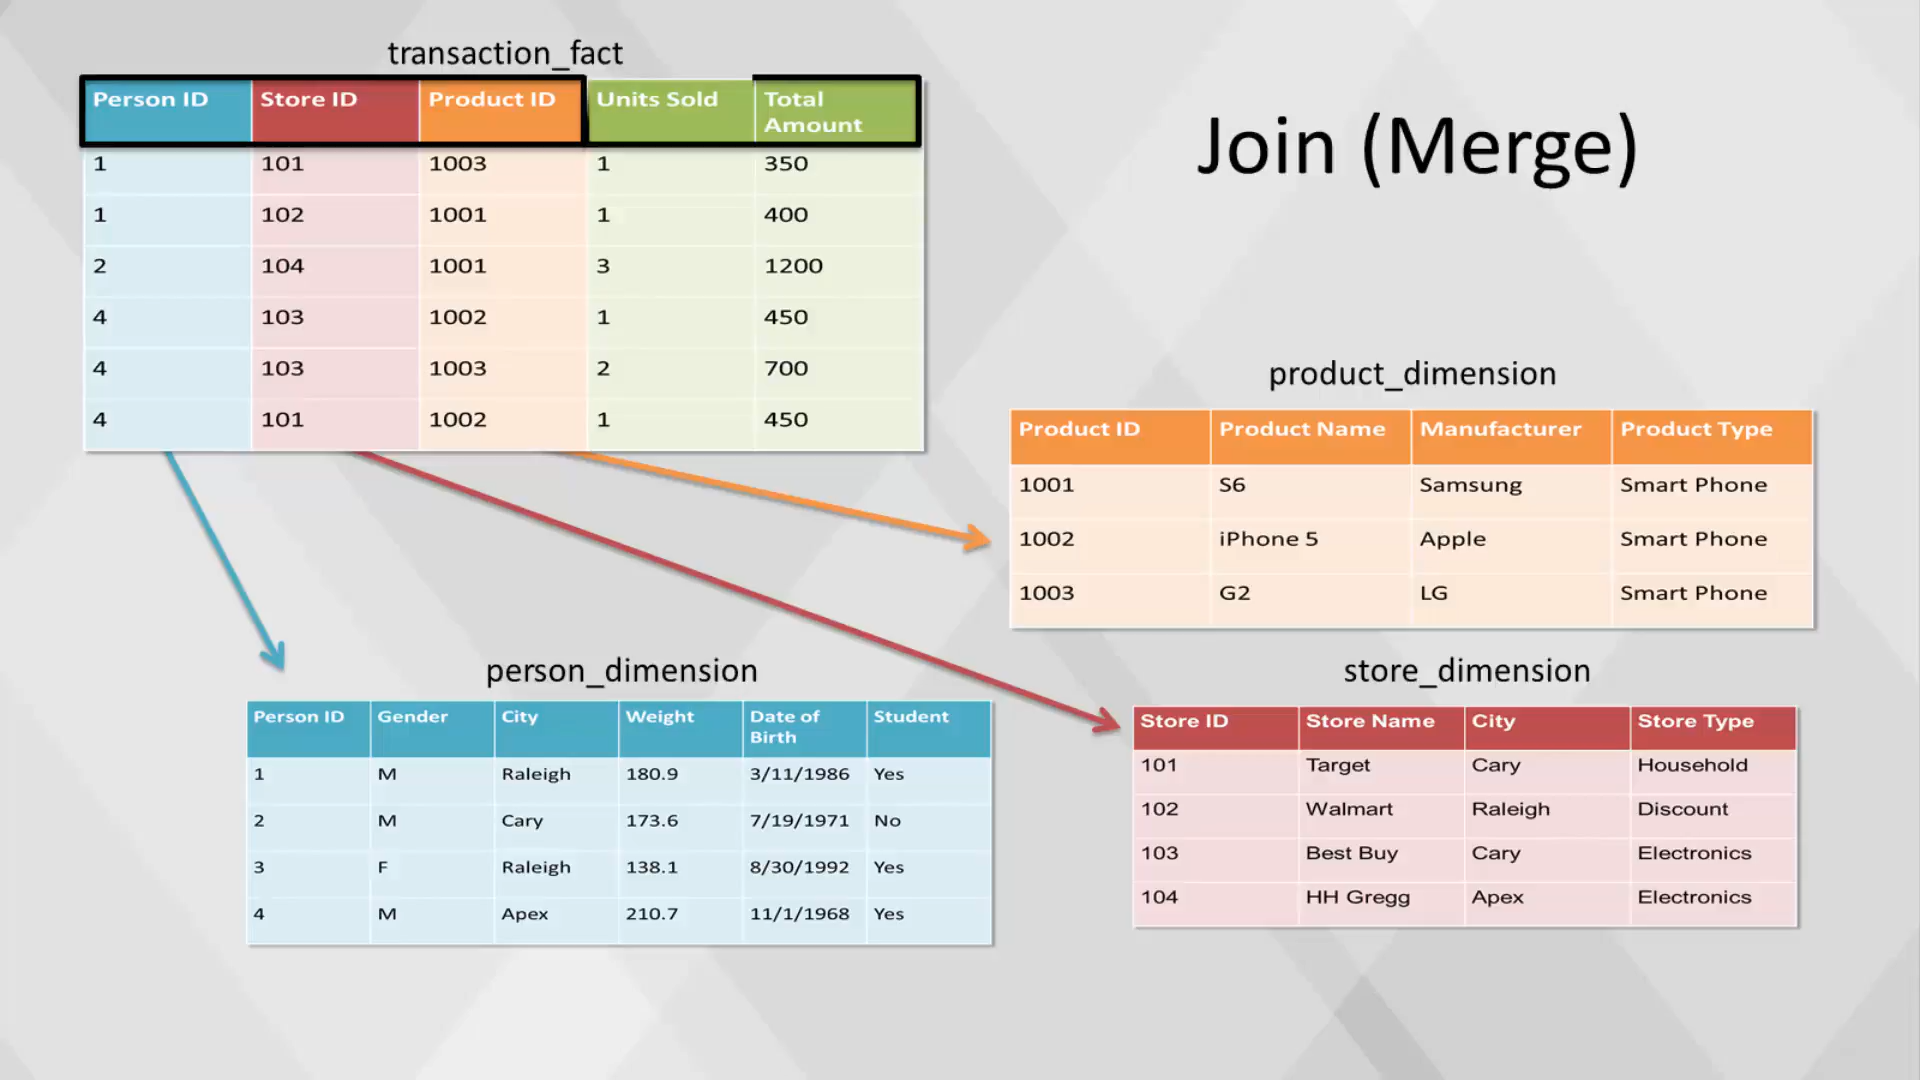 transaction_fact
Person ID Store ID Product ID Units Sold Total Amount
1 101 1003 1 350
1 102 1001 1 400
2 104 1001 3 1200
4 103 1002 1 450
4 103 1003 2 700
4 101 1002 1 450
Join (Merge)
product_dimension
Product ID Product Name Manufacturer Product Type
1001 S6 Samsung Smart Phone
1002 iPhone 5 Apple Smart Phone
1003 G2 LG Smart Phone
person_dimension
Person ID Gender City Weight Date of Birth Student
1 M Raleigh 180.9 3/11/1986 Yes
2 M Cary 173.6 7/19/1971 No
3 F Raleigh 138.1 8/30/1992 Yes
4 M Apex 210.7 11/1/1968 Yes
store_dimension
Store ID Store Name City Store Type
101 Target Cary Household
102 Walmart Raleigh Discount
103 Best Buy Cary Electronics
104 HH Gregg Apex Electronics